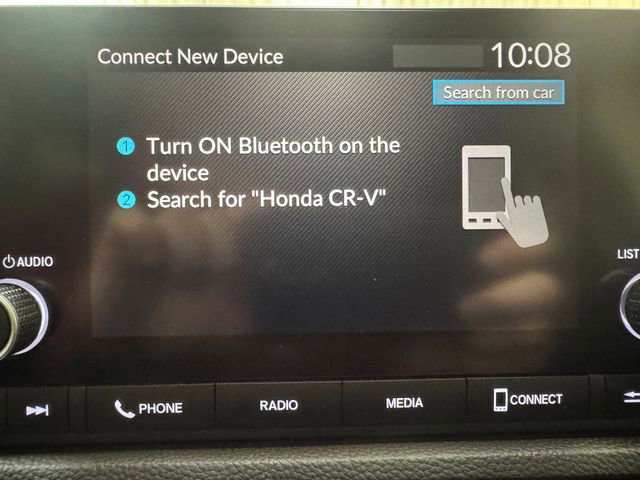 Connect New Device 10:08
Search from car
1 Turn ON Bluetooth on the
device
2 Search for "Honda CR-V"
AUDIO
LIST
PHONE RADIO MEDIA CONNECT